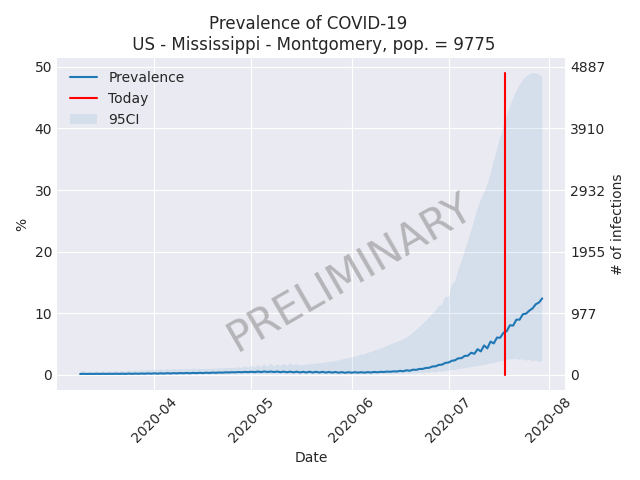 Prevalence of COVID-19
US - Mississippi - Montgomery, pop. = 9775
Prevalence
Today
95CI
50
40
30
20
10
0
%
4887
3910
2932
1955
977
0
# of infections
PRELIMINARY
2020-04
2020-05
2020-06
2020-07
2020-08
Date